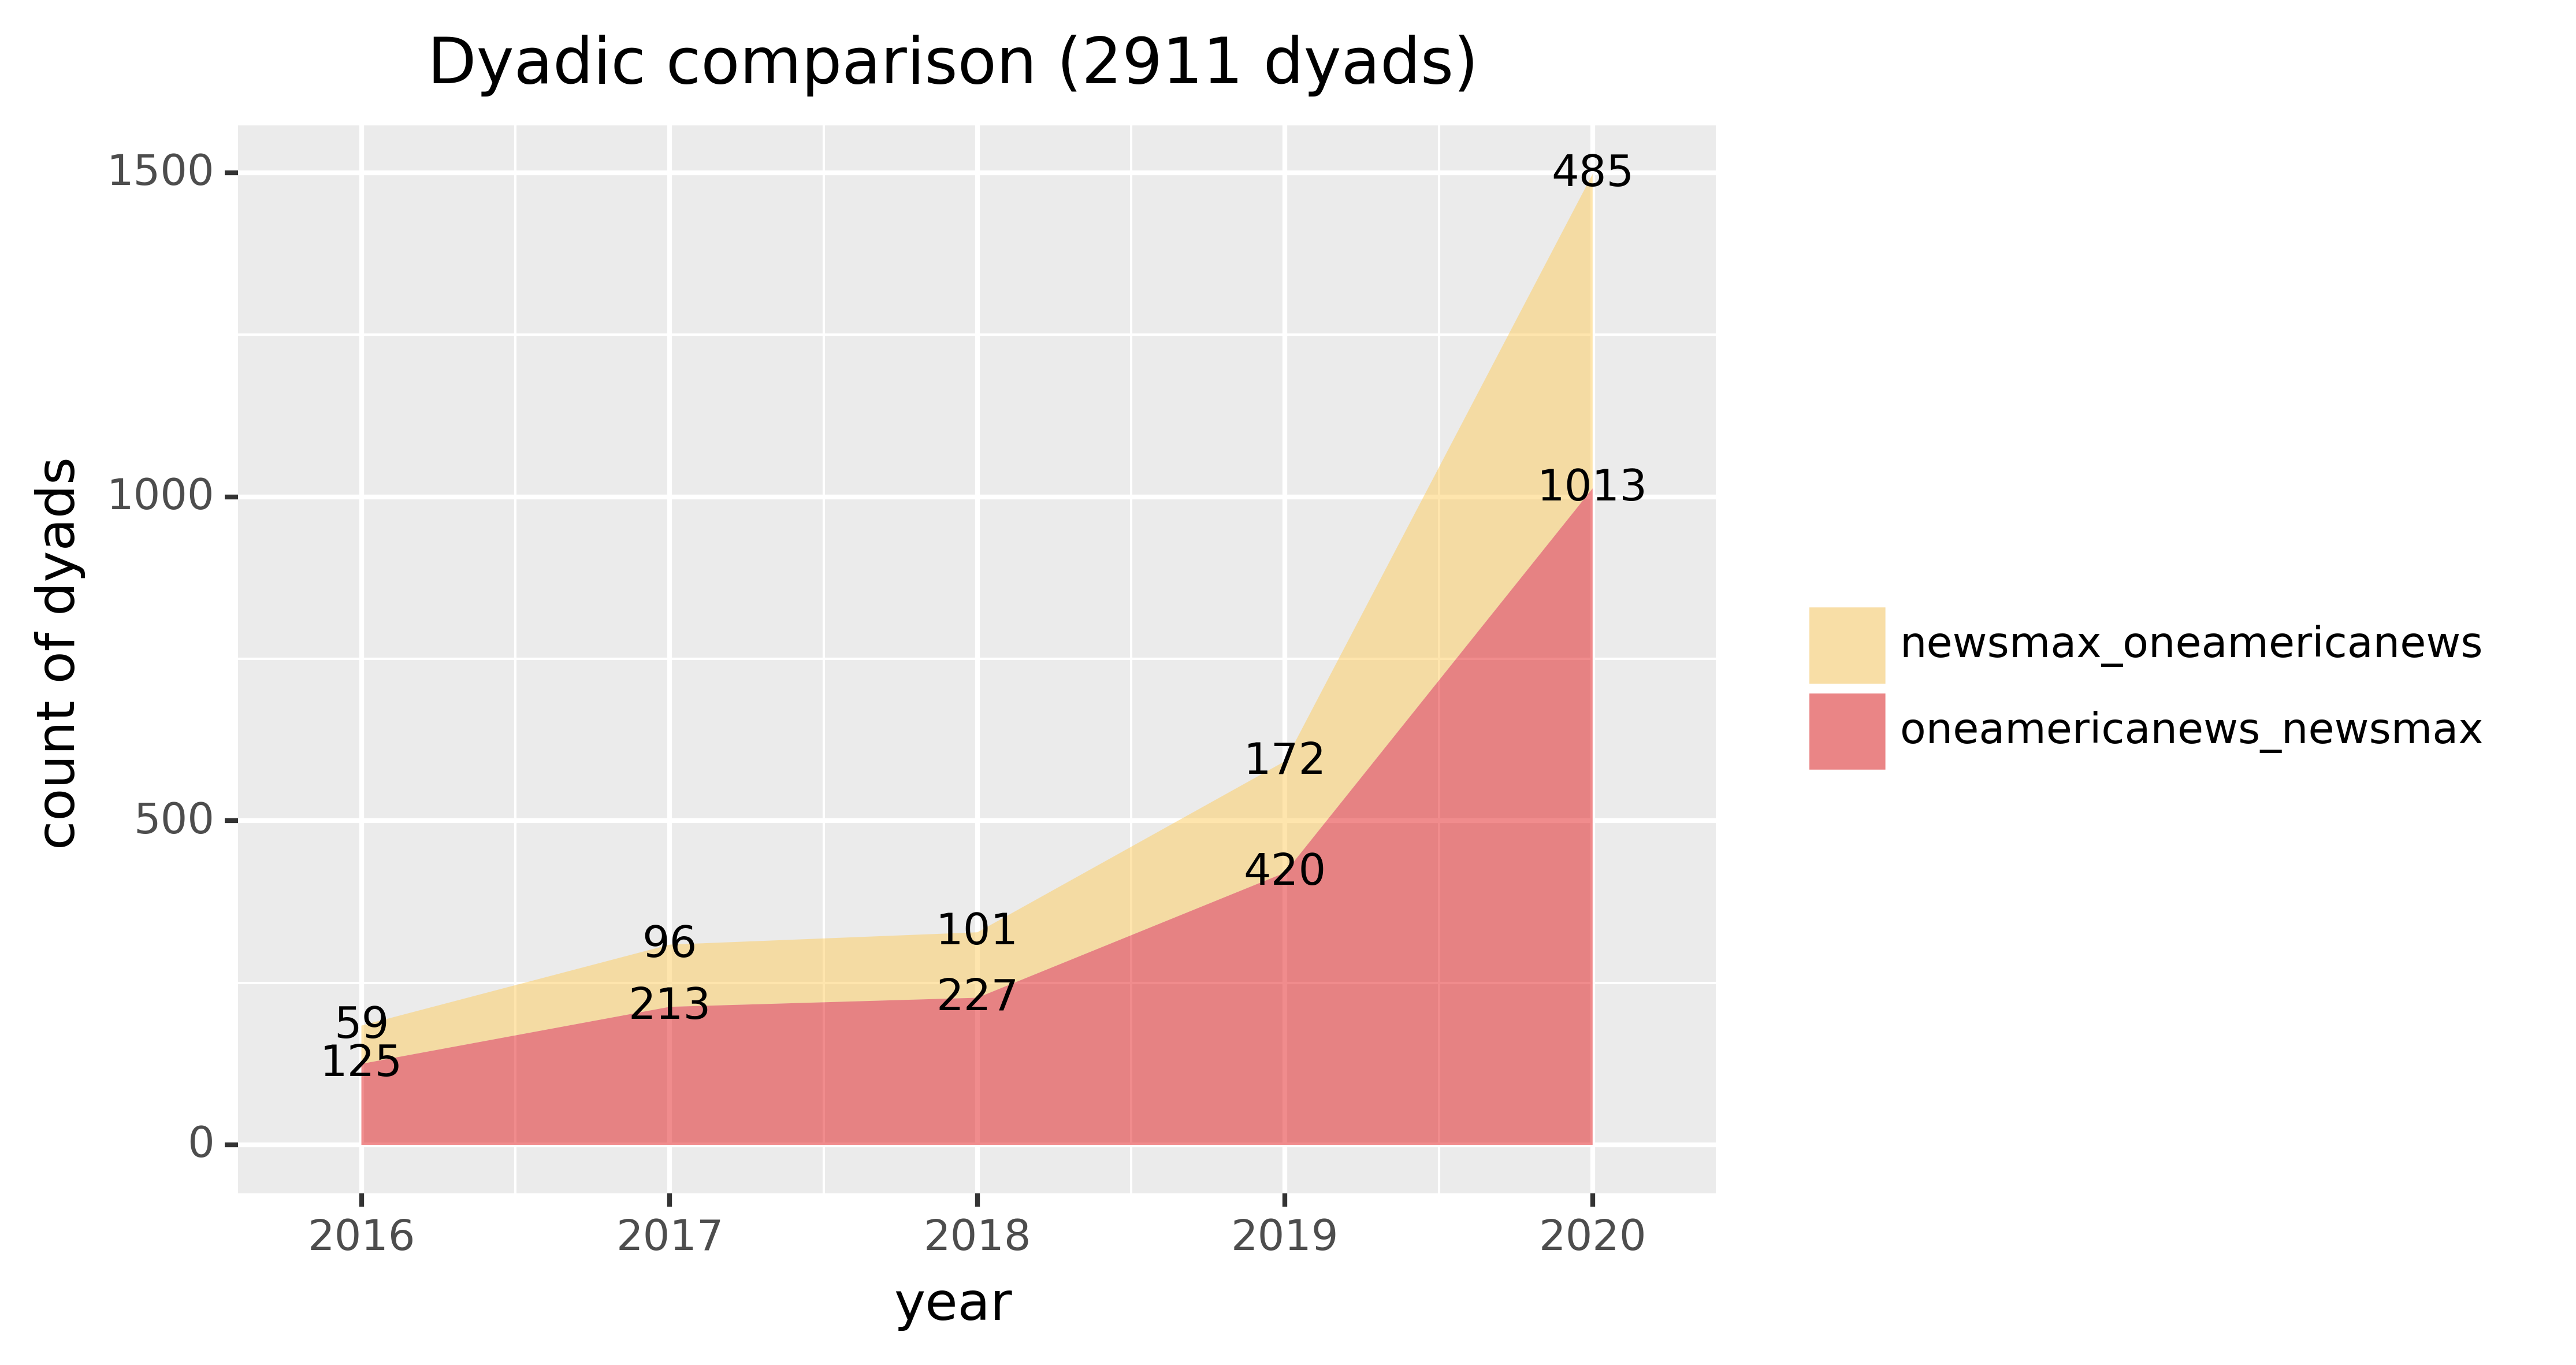 Dyadic comparison (2911 dyads)
count of dyads
1500
1000
500
0
485
1013
172
420
101
227
96
213
59
125
2016 2017 2018 2019 2020
year
newsmax_oneamericanews
oneamericanews_newsmax